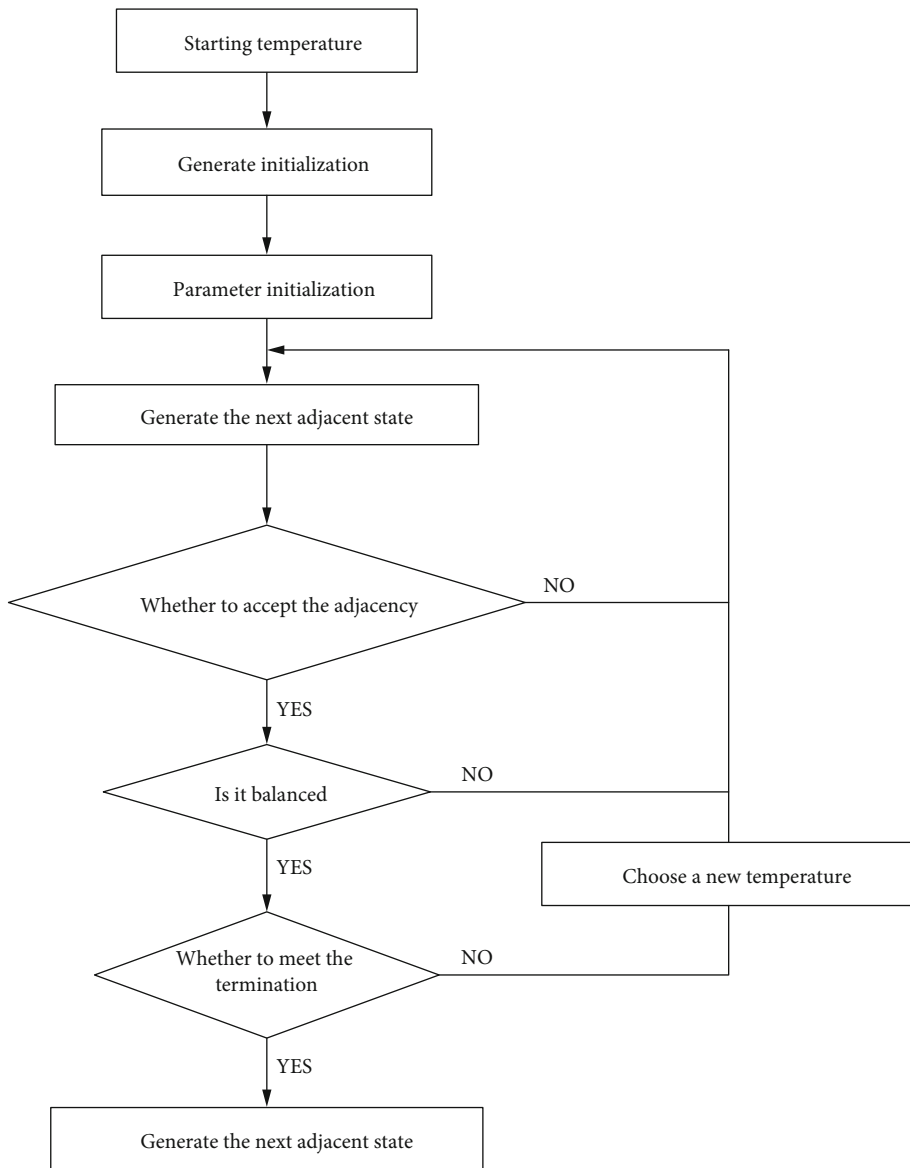 Starting temperature
Generate initialization
Parameter initialization
Generate the next adjacent state
Whether to accept the adjacency
NO
YES
Is it balanced
NO
YES
Choose a new temperature
Whether to meet the
termination
NO
YES
Generate the next adjacent state